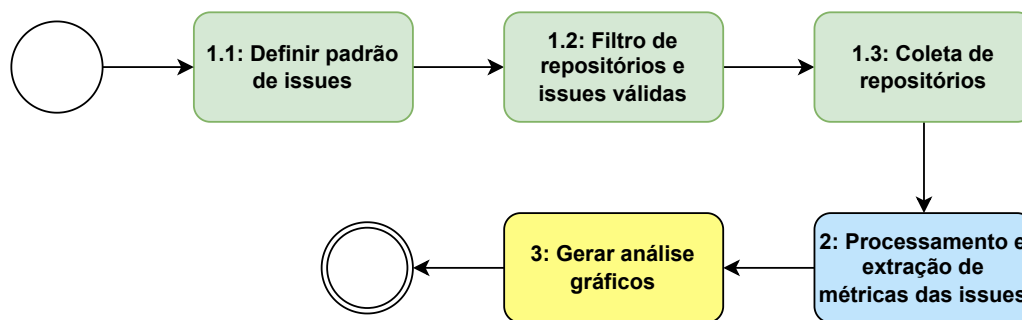 1.1: Definir padrão
de issues
1.2: Filtro de
repositórios e
issues válidas
1.3: Coleta de
repositórios
2: Processamento e
extração de
métricas das issues
3: Gerar análise
gráficos